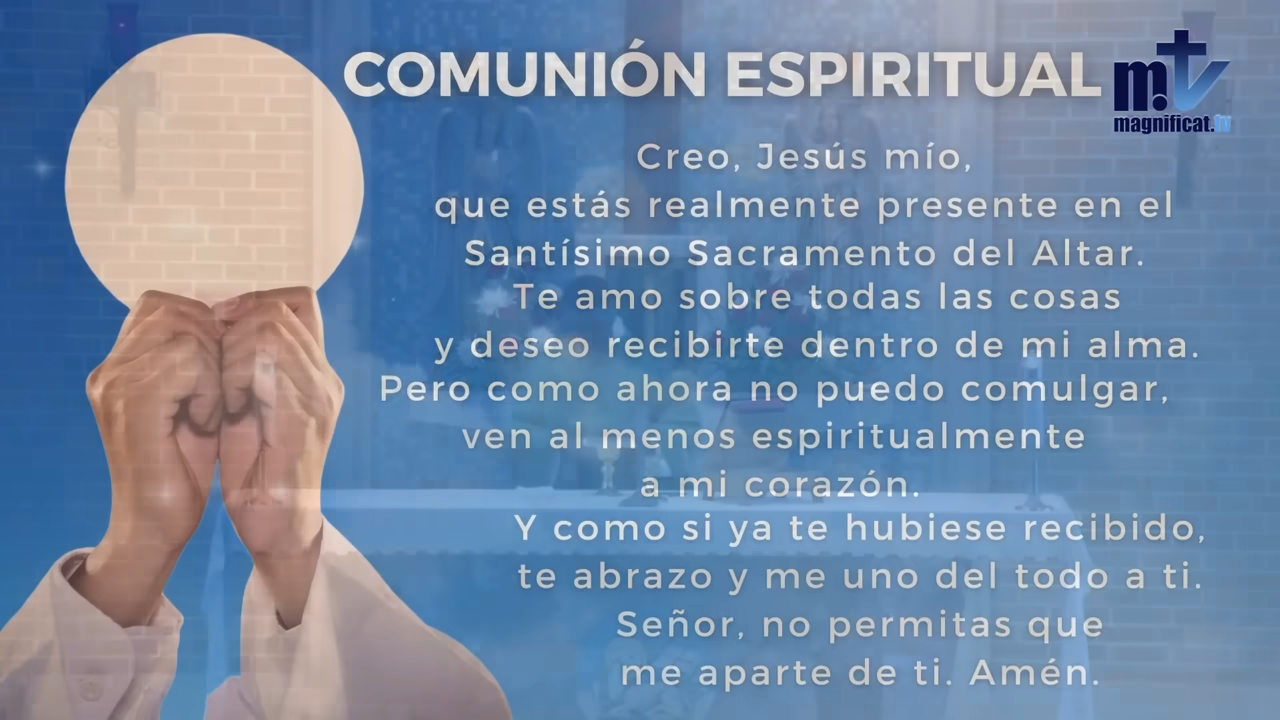 COMUNIÓN ESPIRITUAL
magnificat.tv
Creo, Jesús mío,
que estás realmente presente en el
Santísimo Sacramento del Altar.
Te amo sobre todas las cosas
y deseo recibirte dentro de mi alma.
Pero como ahora no puedo comulgar,
ven al menos espiritualmente
a mi corazón.
Y como si ya te hubiese recibido,
te abrazo y me uno del todo a ti.
Señor, no permitas que
me aparte de ti. Amén.